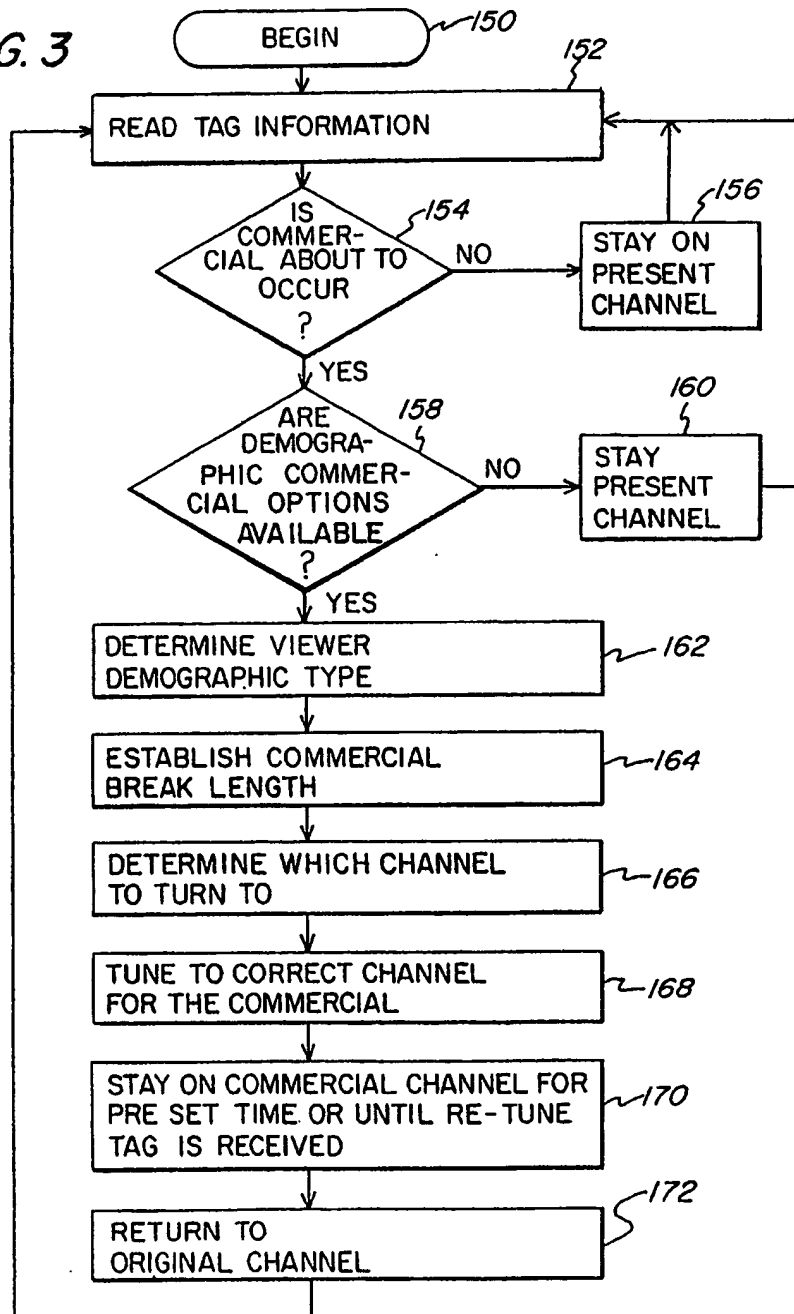 G. 3
BEGIN
150
152
READ TAG INFORMATION
IS
COMMER-
CIAL ABOUT TO
OCCUR
?
154
NO
156
STAY ON
PRESENT
CHANNEL
YES
ARE
DEMOGRA-
PHIC COMMER-
CIAL OPTIONS
AVAILABLE
?
158
NO
160
STAY
PRESENT
CHANNEL
YES
DETERMINE VIEWER
DEMOGRAPHIC TYPE
162
ESTABLISH COMMERCIAL
BREAK LENGTH
164
DETERMINE WHICH CHANNEL
TO TURN TO
166
TUNE TO CORRECT CHANNEL
FOR THE COMMERCIAL
168
STAY ON COMMERCIAL CHANNEL FOR
PRE SET TIME OR UNTIL RE-TUNE
TAG IS RECEIVED
170
RETURN TO
ORIGINAL CHANNEL
172